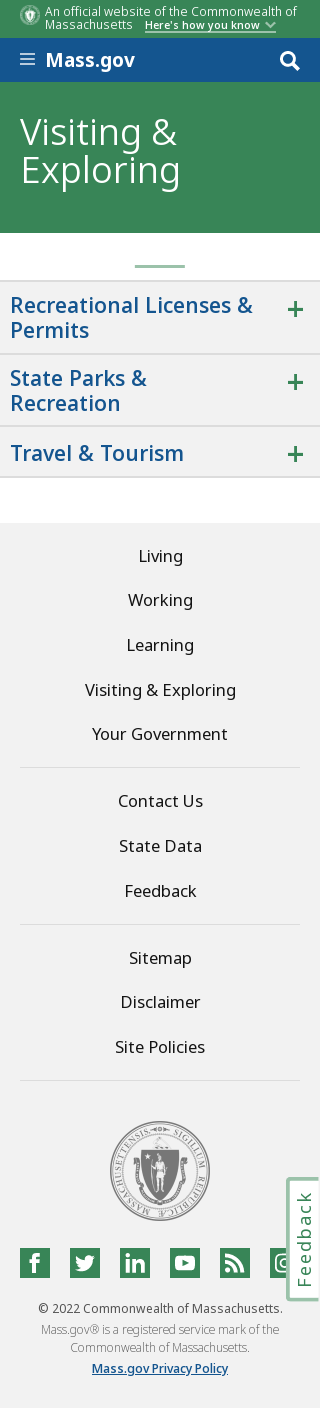 An official website of the Commonwealth of
Massachusetts Here's how you know
Mass.gov
Visiting &
Exploring
Recreational Licenses &
Permits
State Parks &
Recreation
Travel & Tourism
Living
Working
Learning
Visiting & Exploring
Your Government
Contact Us
State Data
Feedback
Sitemap
Disclaimer
Site Policies
Feedback
© 2022 Commonwealth of Massachusetts.
Mass.gov® is a registered service mark of the
Commonwealth of Massachusetts.
Mass.gov Privacy Policy